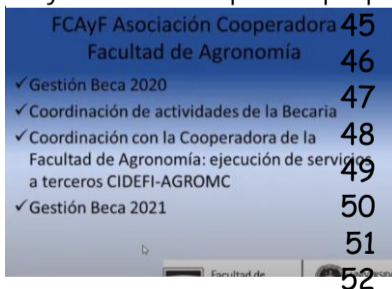 FCAyF Asociación Cooperadora 45
Facultad de Agronomía 46
✓ Gestión Beca 2020
47
✓ Coordinación de actividades de la Becaria
✓ Coordinación con la Cooperadora de la 48
Facultad de Agronomía: ejecución de servicios
49
a terceros CIDEFI-AGROMC
✓ Gestión Beca 2021 50
51
Facultad de
52